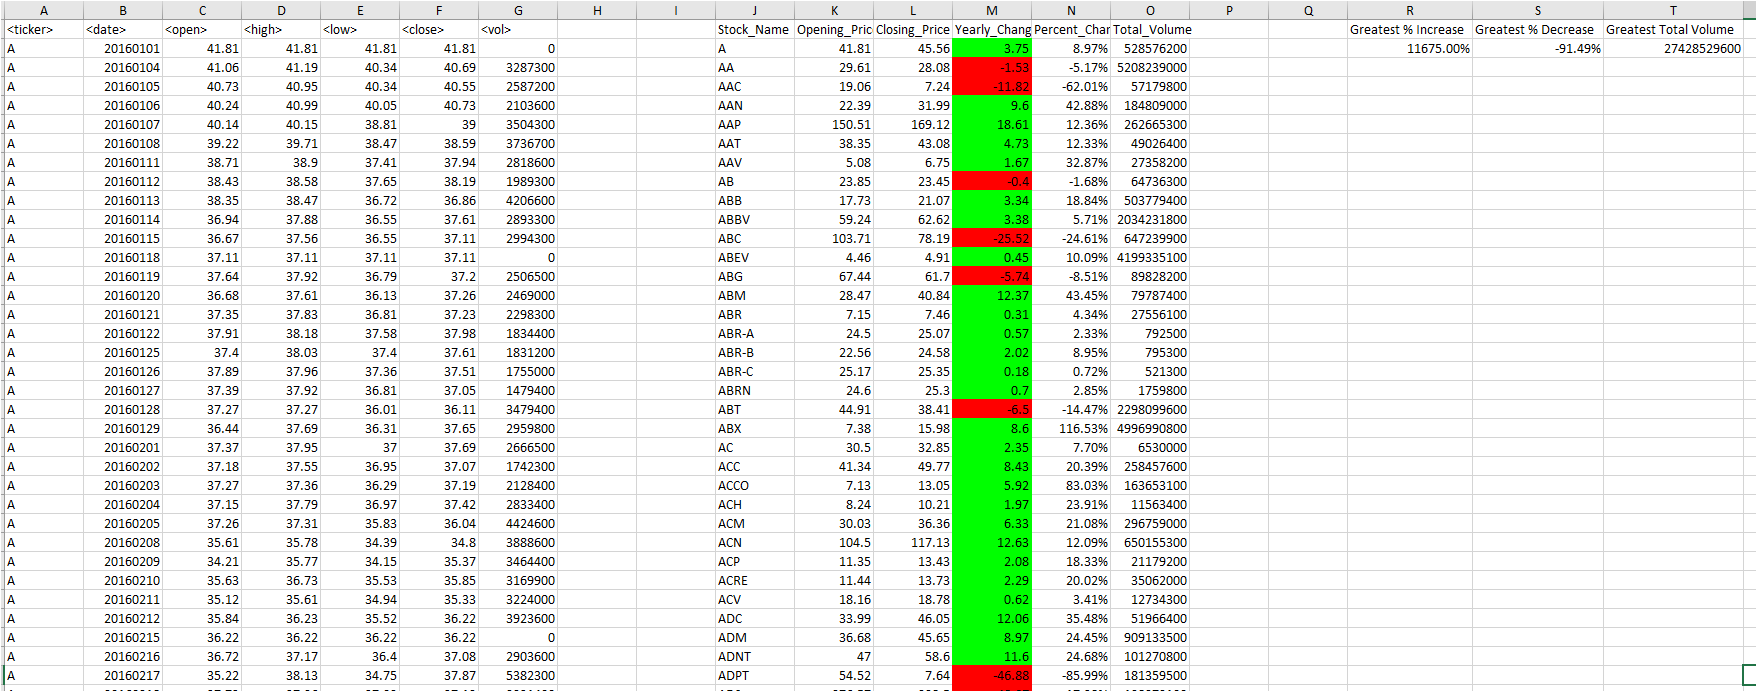 A B C D E F G H I J K L M N O P Q R S T
<ticker> <date> <open> <high> <low> <close> <vol> Stock_Name Opening_Pric Closing_Price Yearly_Chang Percent_Char Total_Volume Greatest % Increase Greatest % Decrease Greatest Total Volume
A 20160101 41.81 41.81 41.81 41.81 0 A 41.81 45.56 3.75 8.97% 528576200 11675.00% -91.49% 27428529600
A 20160104 41.06 41.19 40.34 40.69 3287300 AA 29.61 28.08 -1.53 -5.17% 5208239000
A 20160105 40.73 40.95 40.34 40.55 2587200 AAC 19.06 7.24 -11.82 -62.01% 57179800
A 20160106 40.24 40.99 40.05 40.73 2103600 AAN 22.39 31.99 9.6 42.88% 184809000
A 20160107 40.14 40.15 38.81 39 3504300 AAP 150.51 169.12 18.61 12.36% 262665300
A 20160108 39.22 39.71 38.47 38.59 3736700 AAT 38.35 43.08 4.73 12.33% 49026400
A 20160111 38.71 38.9 37.41 37.94 2818600 AAV 5.08 6.75 1.67 32.87% 27358200
A 20160112 38.43 38.58 37.65 38.19 1989300 AB 23.85 23.45 -0.4 -1.68% 64736300
A 20160113 38.35 38.47 36.72 36.86 4206600 ABB 17.73 21.07 3.34 18.84% 503779400
A 20160114 36.94 37.88 36.55 37.61 2893300 ABBV 59.24 62.62 3.38 5.71% 2034231800
A 20160115 36.67 37.56 36.55 37.11 2994300 ABC 103.71 78.19 -25.52 -24.61% 647239900
A 20160118 37.11 37.11 37.11 37.11 0 ABEV 4.46 4.91 0.45 10.09% 4199335100
A 20160119 37.64 37.92 36.79 37.2 2506500 ABG 67.44 61.7 -5.74 -8.51% 89828200
A 20160120 36.68 37.61 36.13 37.26 2469000 ABM 28.47 40.84 12.37 43.45% 79787400
A 20160121 37.35 37.83 36.81 37.23 2298300 ABR 7.15 7.46 0.31 4.34% 27556100
A 20160122 37.91 38.18 37.58 37.98 1834400 ABR-A 24.5 25.07 0.57 2.33% 792500
A 20160125 37.4 38.03 37.4 37.61 1831200 ABR-B 22.56 24.58 2.02 8.95% 795300
A 20160126 37.89 37.96 37.36 37.51 1755000 ABR-C 25.17 25.35 0.18 0.72% 521300
A 20160127 37.39 37.92 36.81 37.05 1479400 ABRN 24.6 25.3 0.7 2.85% 1759800
A 20160128 37.27 37.27 36.01 36.11 3479400 ABT 44.91 38.41 -6.5 -14.47% 2298099600
A 20160129 36.44 37.69 36.31 37.65 2959800 ABX 7.38 15.98 8.6 116.53% 4996990800
A 20160201 37.37 37.95 37 37.69 2666500 AC 30.5 32.85 2.35 7.70% 6530000
A 20160202 37.18 37.55 36.95 37.07 1742300 ACC 41.34 49.77 8.43 20.39% 258457600
A 20160203 37.27 37.36 36.29 37.19 2128400 ACCO 7.13 13.05 5.92 83.03% 163653100
A 20160204 37.15 37.79 36.97 37.42 2833400 ACH 8.24 10.21 1.97 23.91% 11563400
A 20160205 37.26 37.31 35.83 36.04 4424600 ACM 30.03 36.36 6.33 21.08% 296759000
A 20160208 35.61 35.78 34.39 34.8 3888600 ACN 104.5 117.13 12.63 12.09% 650155300
A 20160209 34.21 35.77 34.15 35.37 3464400 ACP 11.35 13.43 2.08 18.33% 21179200
A 20160210 35.63 36.73 35.53 35.85 3169900 ACRE 11.44 13.73 2.29 20.02% 35062000
A 20160211 35.12 35.61 34.94 35.33 3224000 ACV 18.16 18.78 0.62 3.41% 12734300
A 20160212 35.84 36.23 35.52 36.22 3923600 ADC 33.99 46.05 12.06 35.48% 51966400
A 20160215 36.22 36.22 36.22 36.22 0 ADM 36.68 45.65 8.97 24.45% 909133500
A 20160216 36.72 37.17 36.4 37.08 2903600 ADNT 47 58.6 11.6 24.68% 101270800
A 20160217 35.22 38.13 34.75 37.87 5382300 ADPT 54.52 7.64 -46.88 -85.99% 181359500